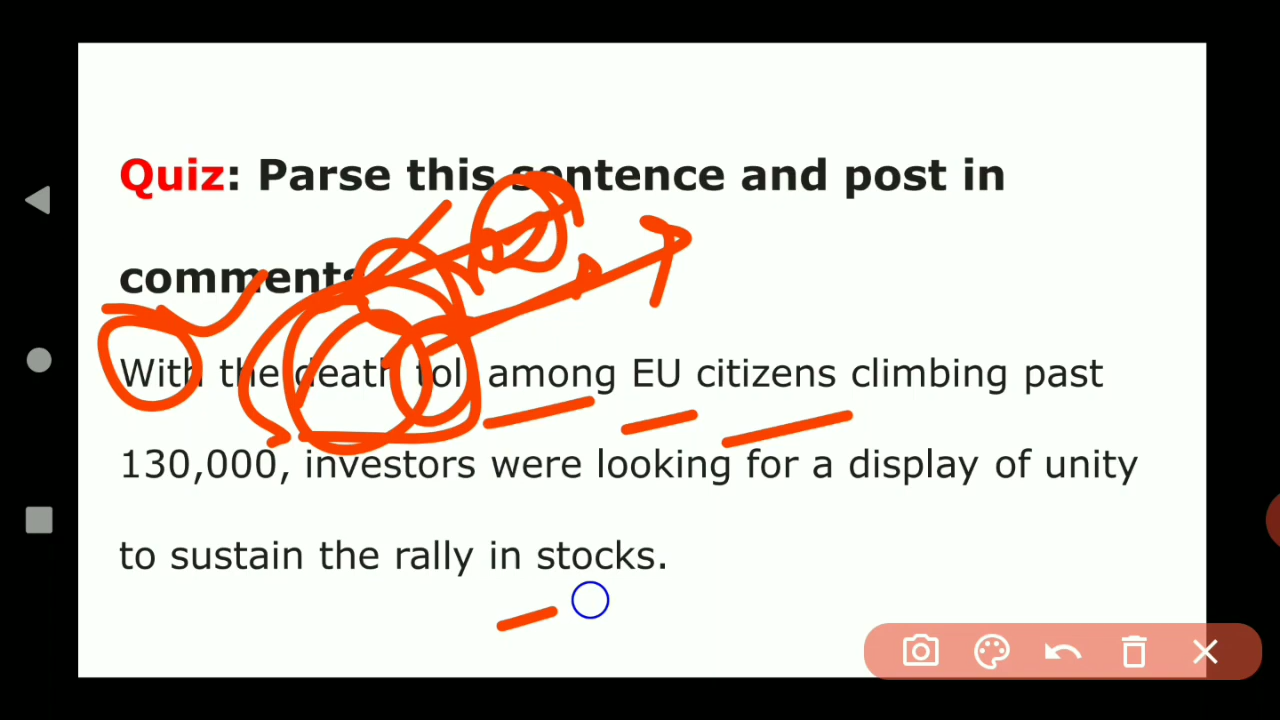 Quiz: Parse this sentence and post in
comments
With the death toll among EU citizens climbing past
130,000, investors were looking for a display of unity
to sustain the rally in stocks.